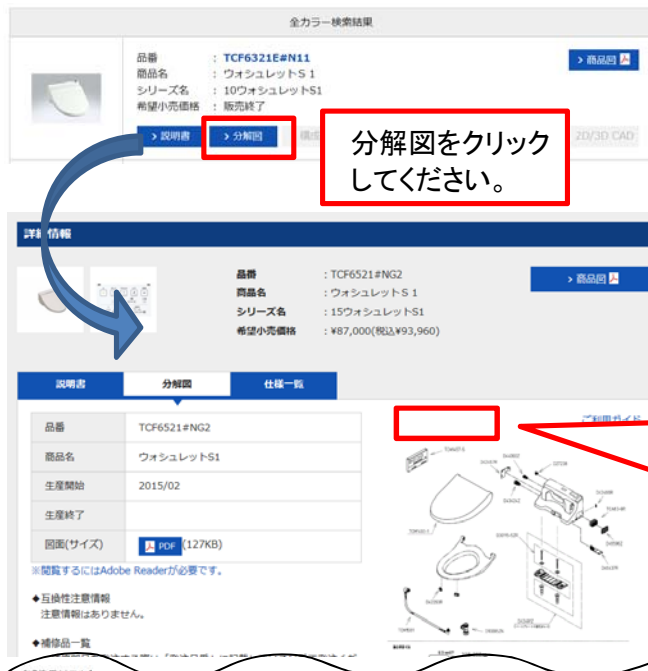 全カラー検索結果
品番 : TCF6321E#N11
商品名 : ウォシュレットS 1
シリーズ名 : 10ウォシュレットS1
希望小売価格 : 販売終了
> 商品図
> 説明書
> 分解図
2D/3D CAD
分解図をクリック
してください。
詳細情報
品番 : TCF6521#NG2
商品名 : ウォシュレットS 1
シリーズ名 : 15ウォシュレットS1
希望小売価格 : ¥87,000(税込¥93,960)
> 商品図
説明書 分解図 仕様一覧
品番 TCF6521#NG2
商品名 ウォシュレットS1
生産開始 2015/02
生産終了
図面(サイズ) PDF (127KB)
ご利用ガイド
※閲覧するにはAdobe Readerが必要です。
◆互換性注意情報
注意情報はありません。
◆補修品一覧